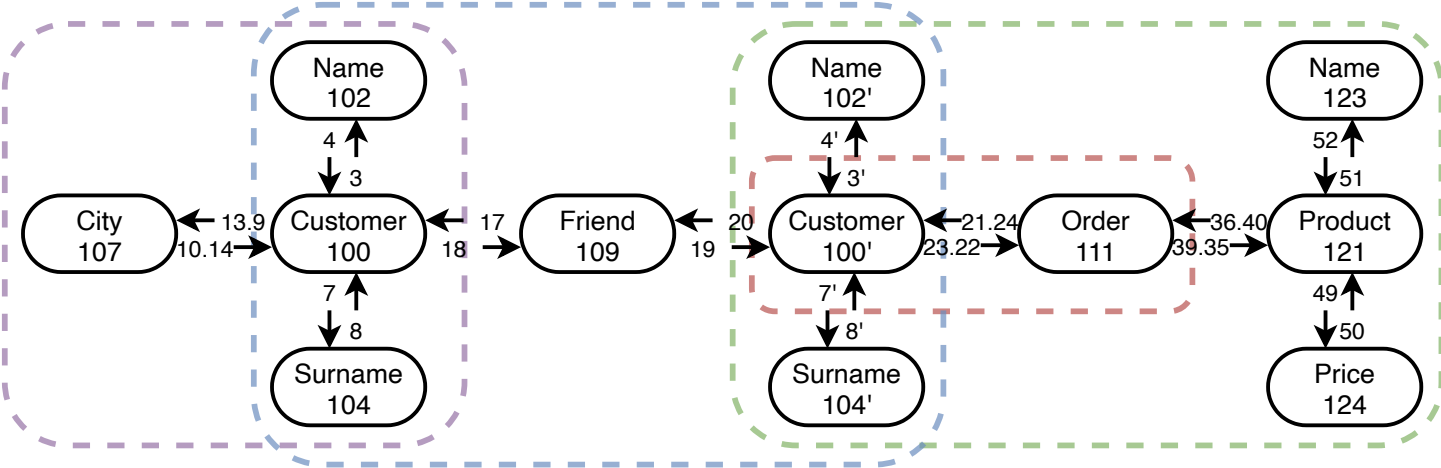 Name
102
Name
102'
Name
123
4
3
4'
3'
52
51
City
107
13.9
10.14
Customer
100
17
18
Friend
109
20
19
Customer
100'
21.24
23.22
Order
111
36.40
39.35
Product
121
7
8
7'
8'
49
50
Surname
104
Surname
104'
Price
124